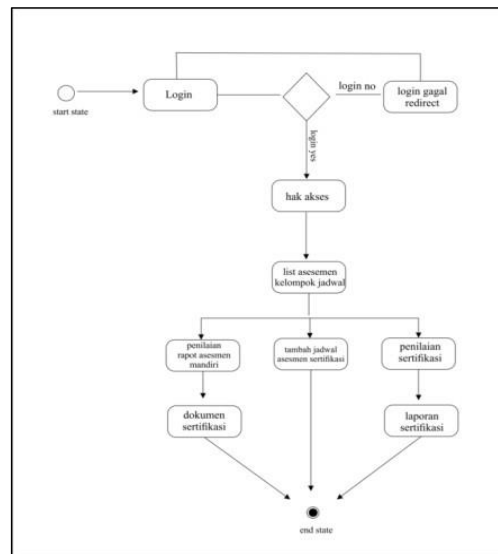 login no
Login
login gagal
redirect
start state
login yes
hak akses
list asesemen
kelompok jadwal
penilaian
rapot asesmen
mandiri
tambah jadwal
asesmen sertifikasi
penilaian
sertifikasi
dokumen
sertifikasi
laporan
sertifikasi
end state